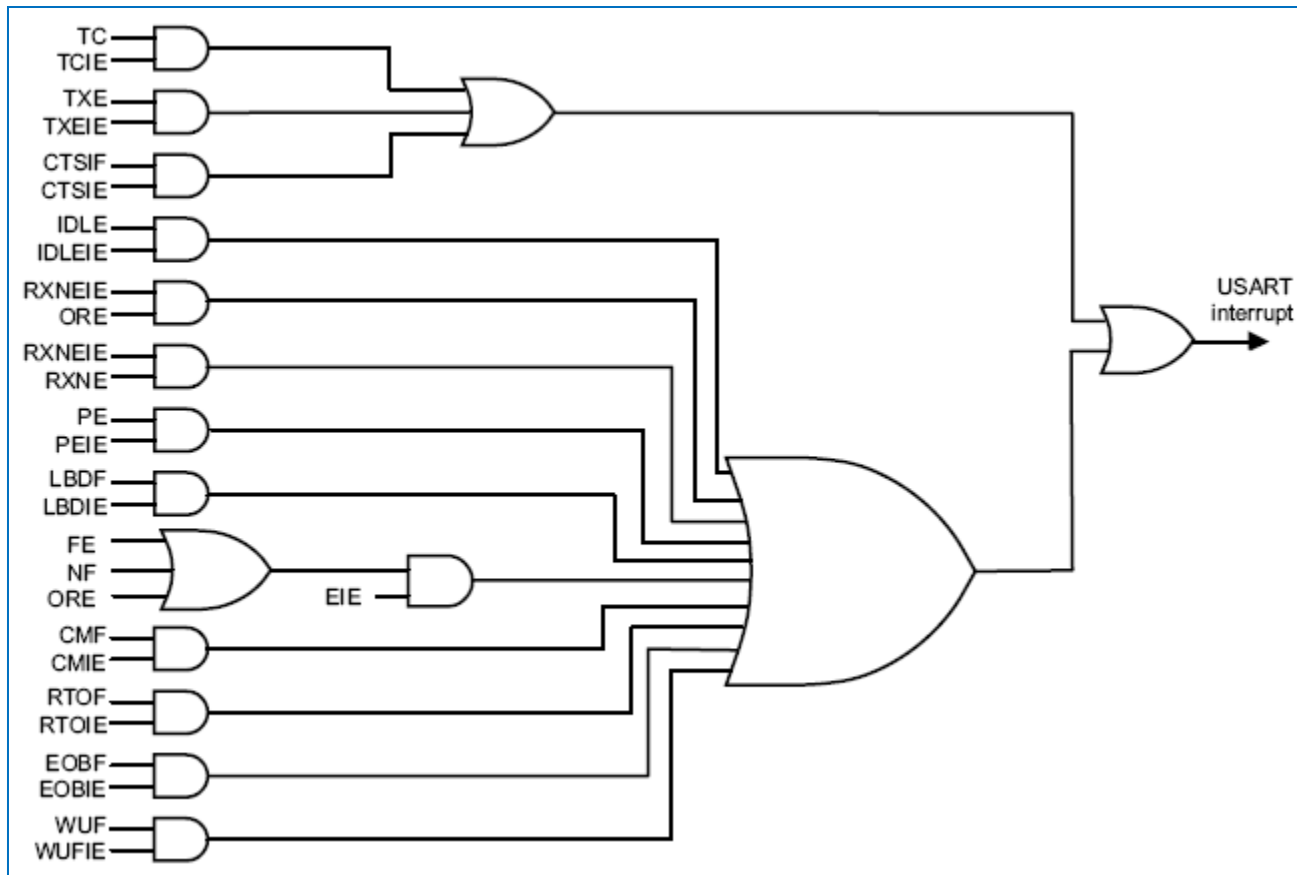 TC
TCIE
TXE
TXEIE
CTSIF
CTSIE
IDLE
IDLEIE
RXNEIE
ORE
RXNEIE
RXNE
PE
PEIE
LBDF
LBDIE
FE
NF
ORE
EIE
CMF
CMIE
RTOF
RTOIE
EOBF
EOBIE
WUF
WUFIE
USART
interrupt